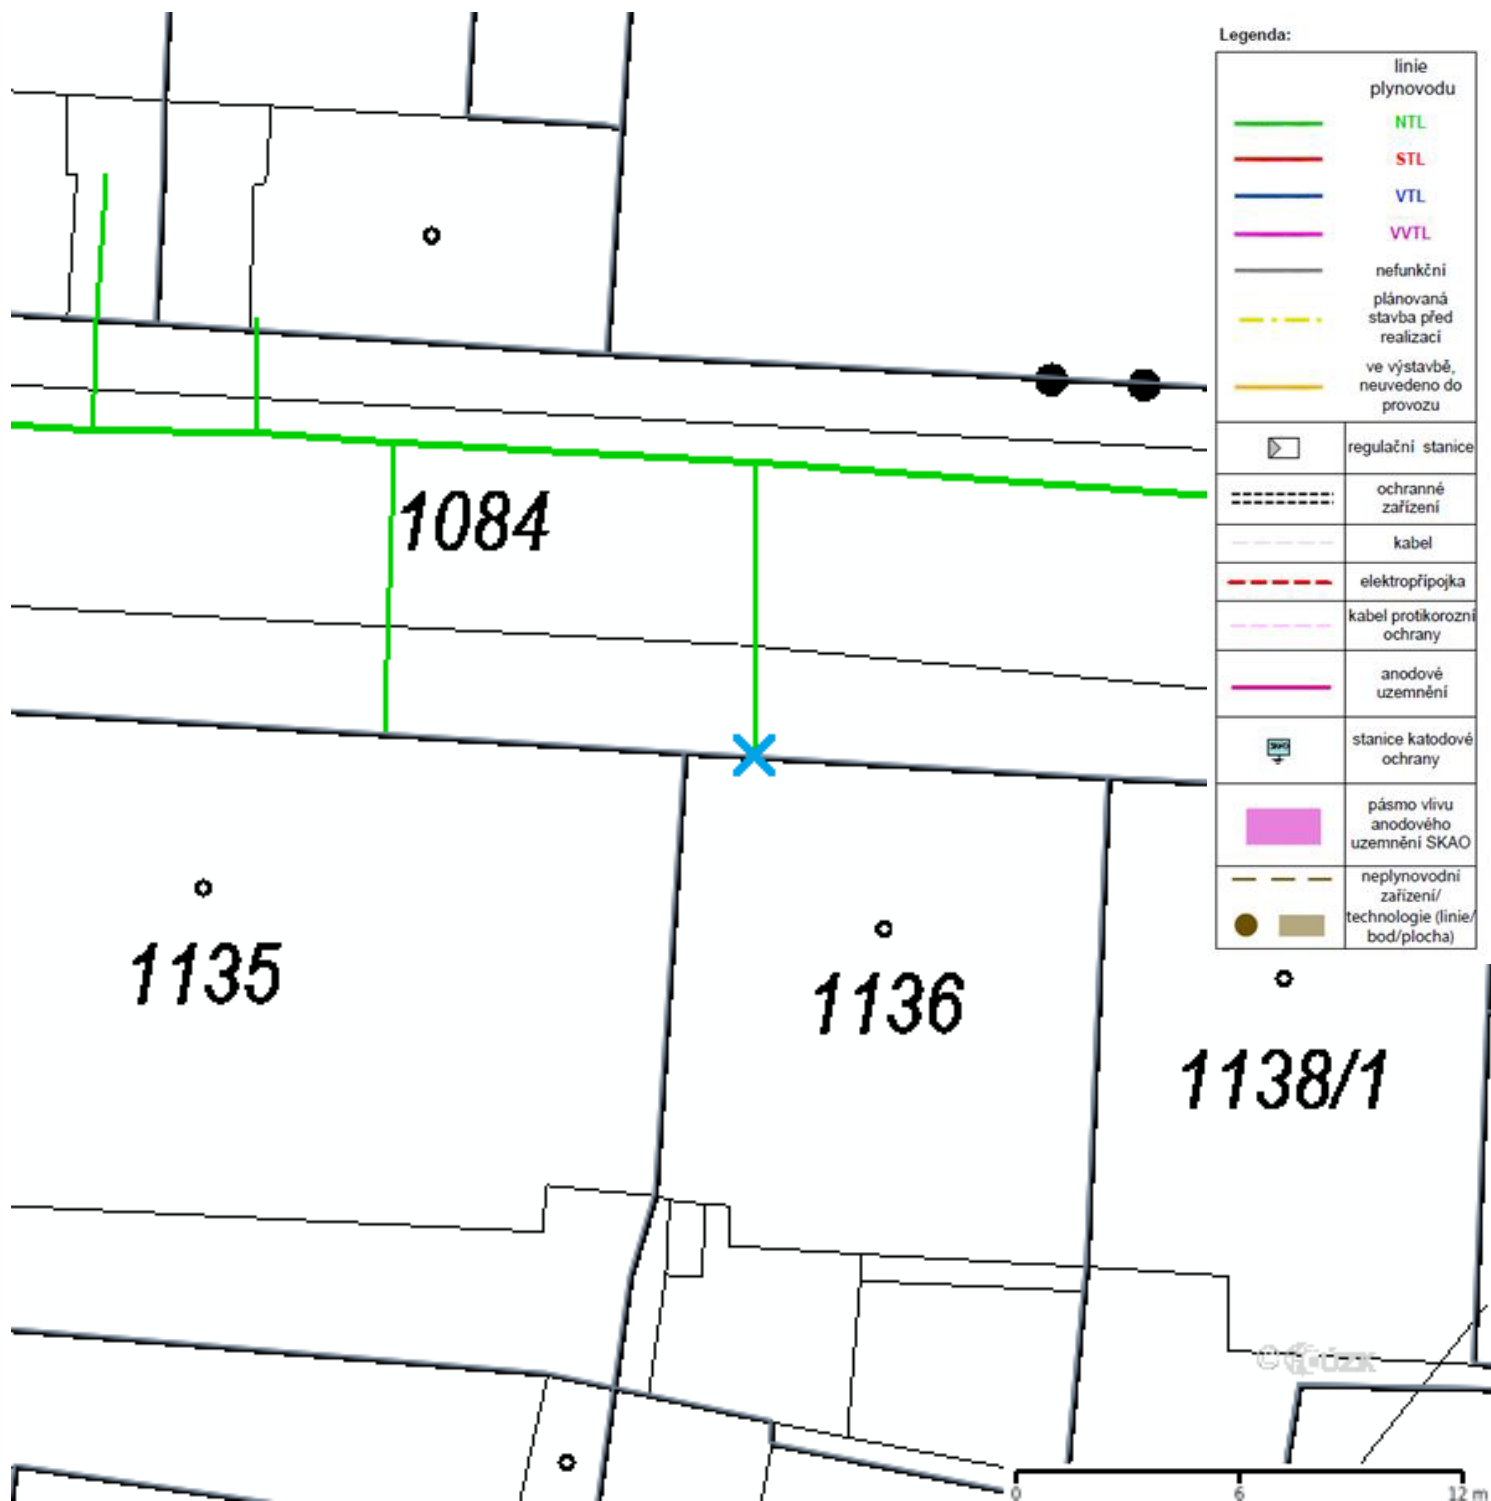 Legenda:
linie
plynovodu
NTL
STL
VTL
VVTL
nefunkční
plánovaná
stavba před
realizací
ve výstavbě,
neuvedeno do
provozu
regulační stanice
ochranné
zařízení
kabel
elektropřípojka
kabel protikorozní
ochrany
anodové
uzemnění
SKAO
stanice katodové
ochrany
pásmo vlivu
anodového
uzemnění SKAO
neplynovodní
zařízení/
technologie (linie/
bod/plocha)
1084
1135
1136
1138/1
© ČÚZK
0 6 12 m